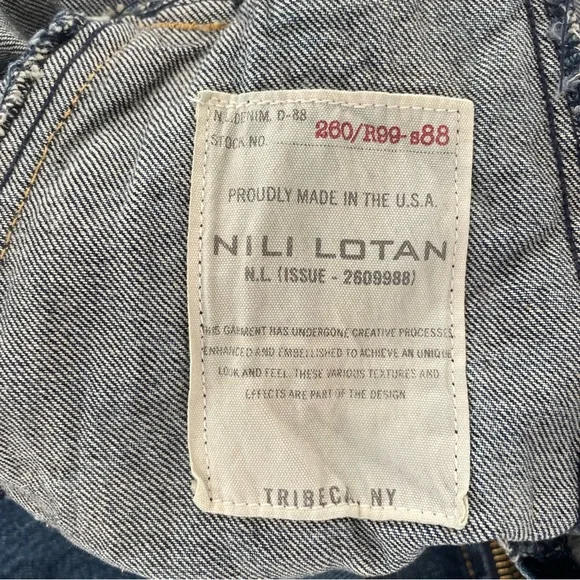 N.L. DENIM. D-88
STOCK NO. 260/R99-s88
PROUDLY MADE IN THE U.S.A.
NILI LOTAN
N.L. (ISSUE - 2609988)
THIS GARMENT HAS UNDERGONE CREATIVE PROCESSES
ENHANCED AND EMBELLISHED TO ACHIEVE AN UNIQUE
LOOK AND FEEL. THESE VARIOUS TEXTURES AND
EFFECTS ARE PART OF THE DESIGN
TRIBECA, NY